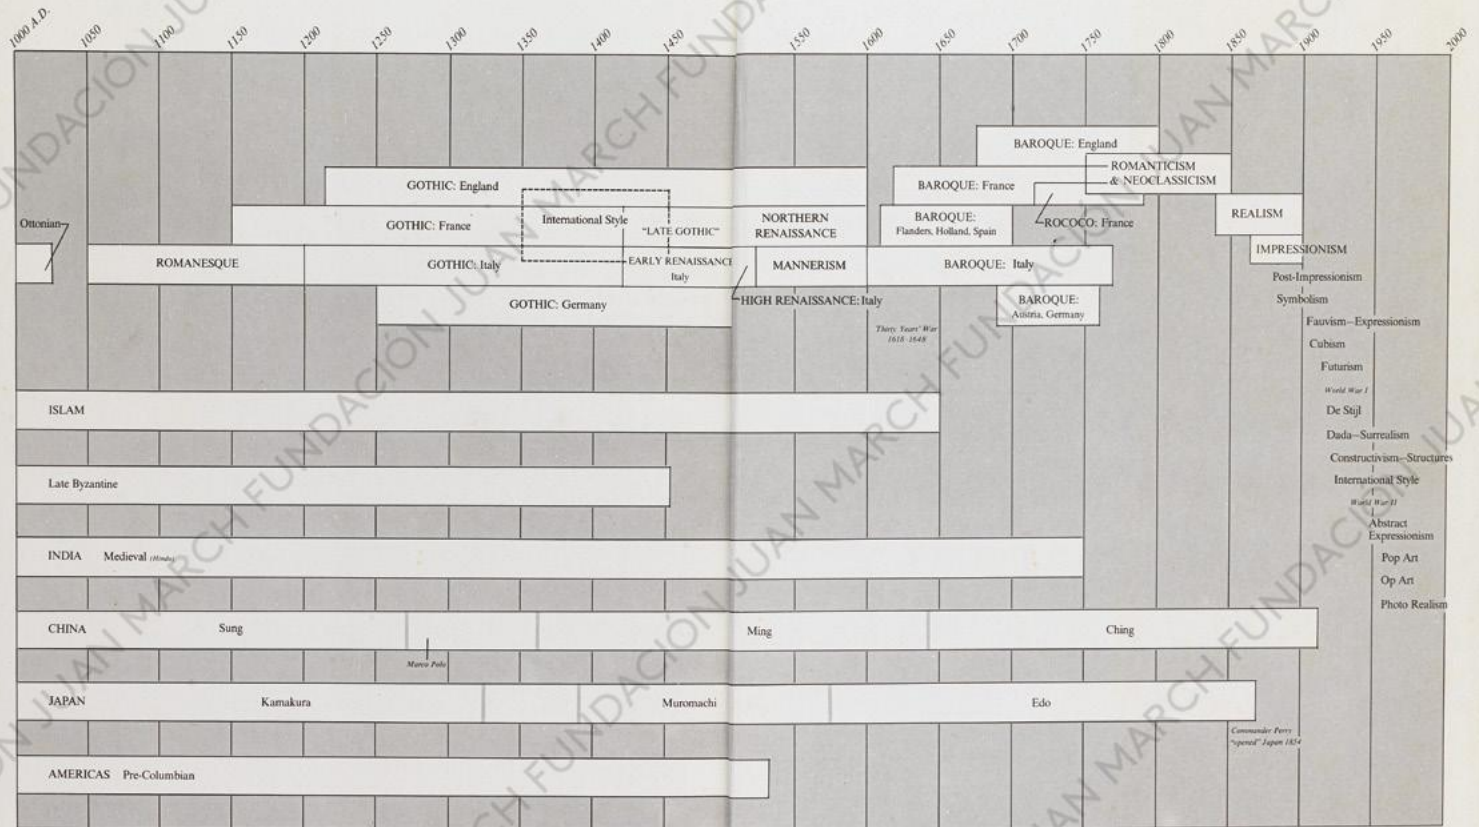 1000 A.D.
1050
1100
1150
1200
1250
1300
1350
1400
1450
1550
1600
1650
1700
1750
1800
1850
1900
1950
2000
BAROQUE: England
ROMANTICISM
& NEOCLASSICISM
GOTHIC: England
BAROQUE: France
Ottonian
GOTHIC: France
International Style
"LATE GOTHIC"
NORTHERN
RENAISSANCE
BAROQUE:
Flanders, Holland, Spain
ROCOCO: France
REALISM
ROMANESQUE
GOTHIC: Italy
EARLY RENAISSANCE
Italy
MANNERISM
BAROQUE: Italy
IMPRESSIONISM
GOTHIC: Germany
HIGH RENAISSANCE: Italy
BAROQUE:
Austria, Germany
Thirty Years' War
1618-1648
Post-Impressionism
Symbolism
Fauvism—Expressionism
Cubism
Futurism
World War I
De Stijl
Dada—Surrealism
Constructivism—Structures
International Style
World War II
Abstract
Expressionism
Pop Art
Op Art
Photo Realism
ISLAM
Late Byzantine
INDIA Medieval (Hindu)
CHINA Sung Ming Ching
Marco Polo
JAPAN Kamakura Muromachi Edo
Commander Perry
"opened" Japan 1854
AMERICAS Pre-Columbian
FUNDACIÓN JUAN MARCH